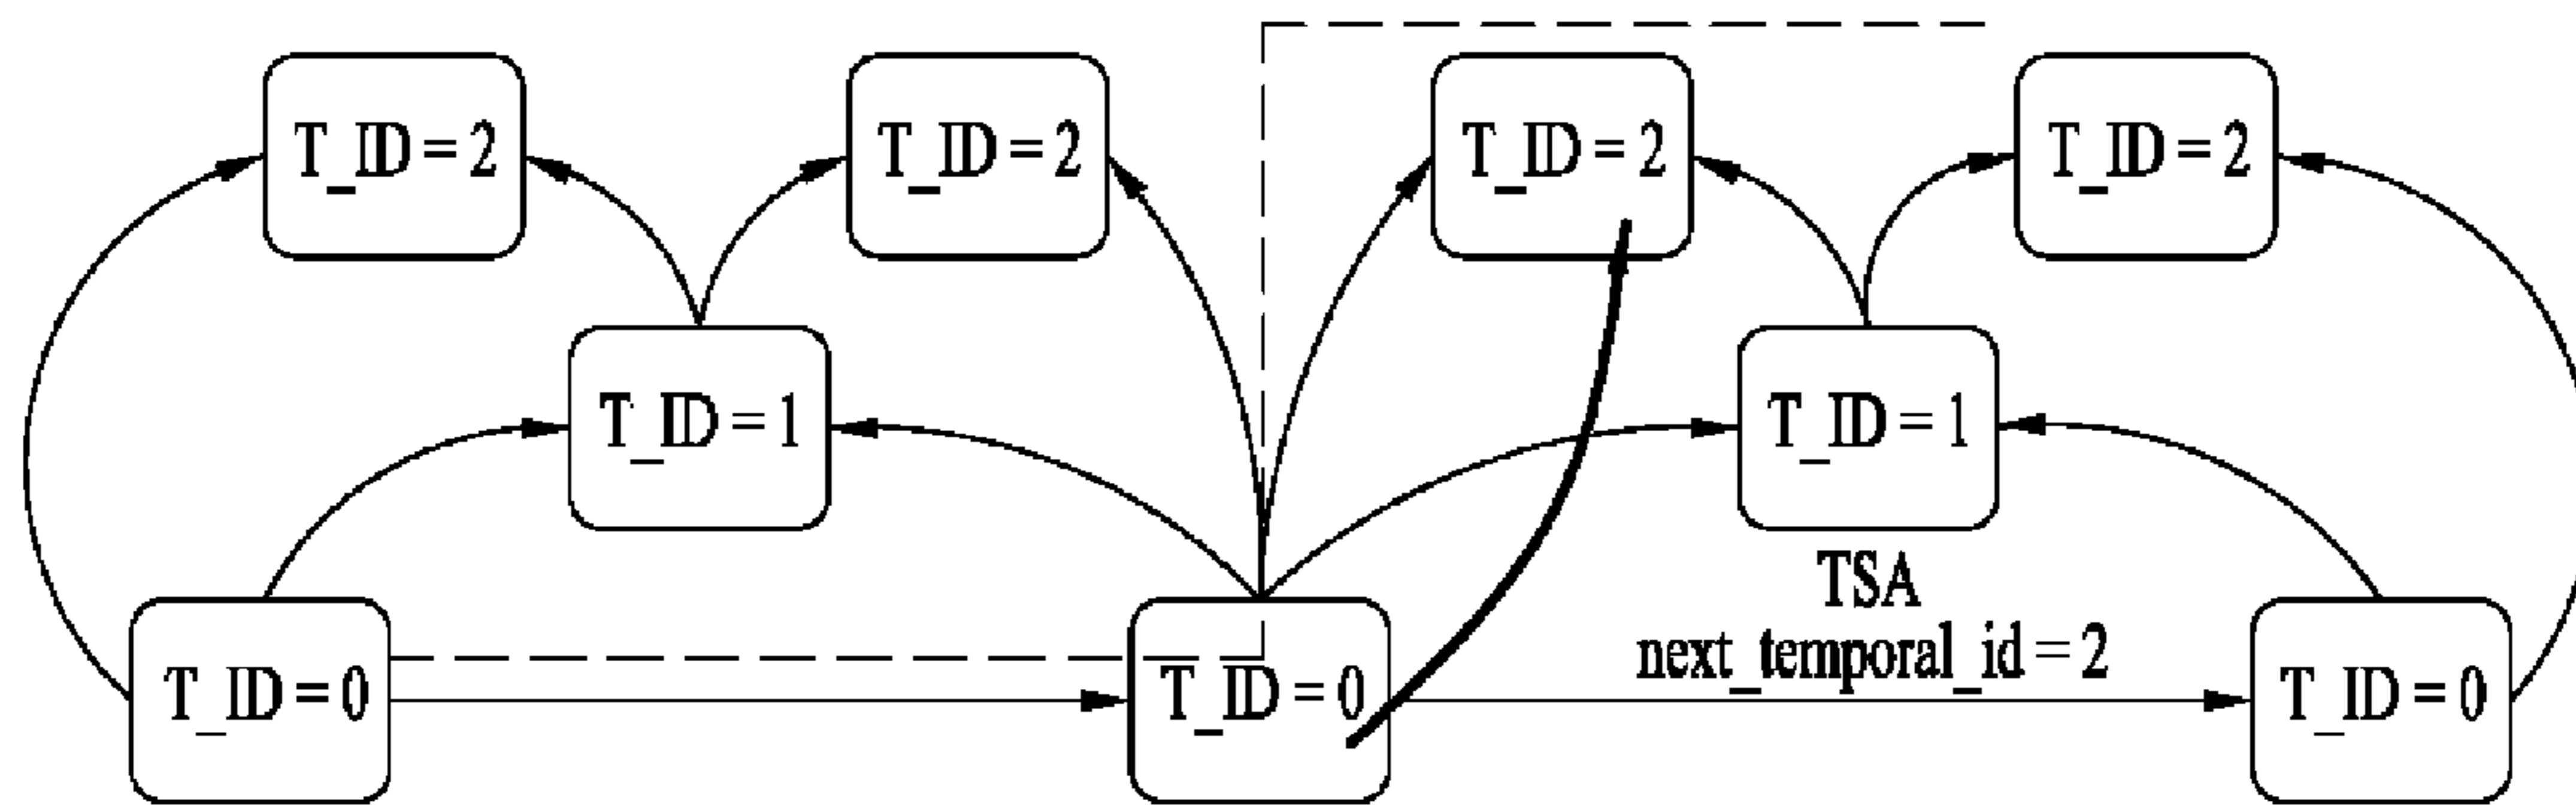 T_ID = 2
T_ID = 2
T_ID = 2
T_ID = 2
T_ID = 1
T_ID = 1
TSA
next_temporal_id = 2
T_ID = 0
T_ID = 0
T_ID = 0